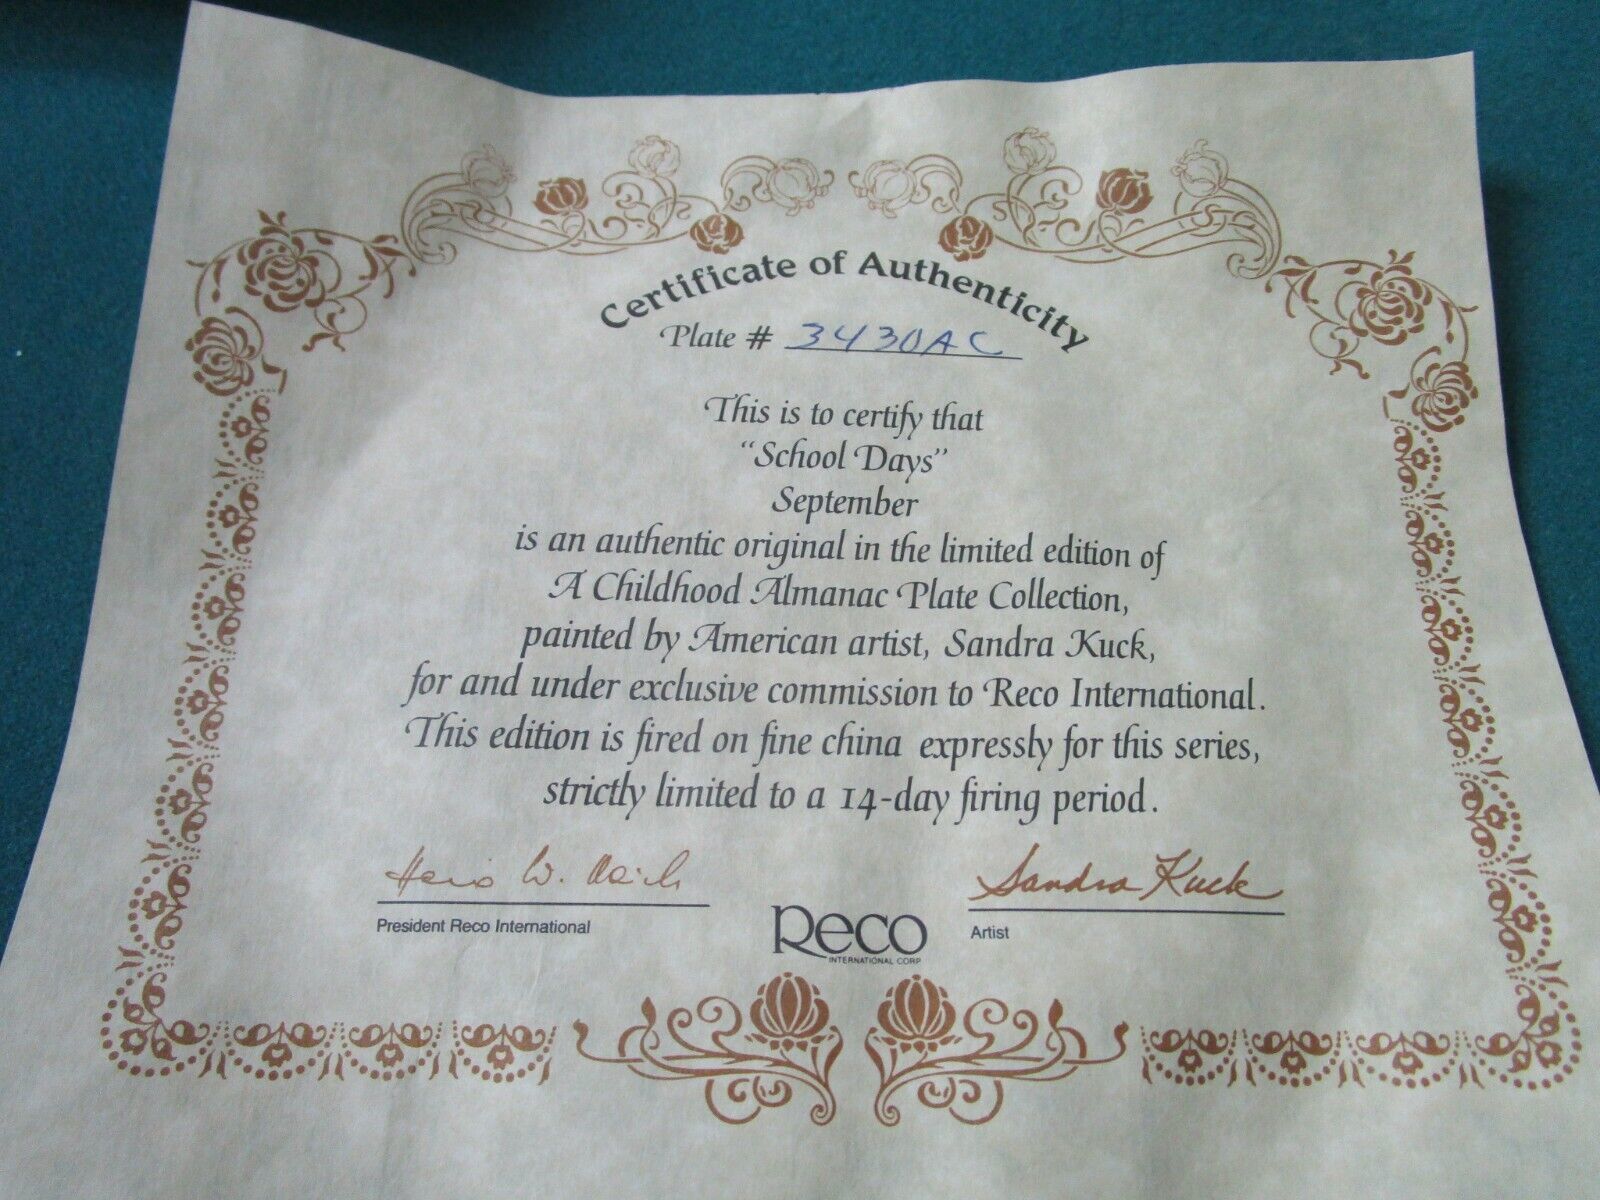 Certificate of Authenticity
Plate # 3430AC
This is to certify that
“School Days”
September
is an authentic original in the limited edition of
A Childhood Almanac Plate Collection,
painted by American artist, Sandra Kuck,
for and under exclusive commission to Reco International.
This edition is fired on fine china expressly for this series,
strictly limited to a 14-day firing period.
W.
Sandra Kuck
President Reco International
Reco
INTERNATIONAL CORP
Artist